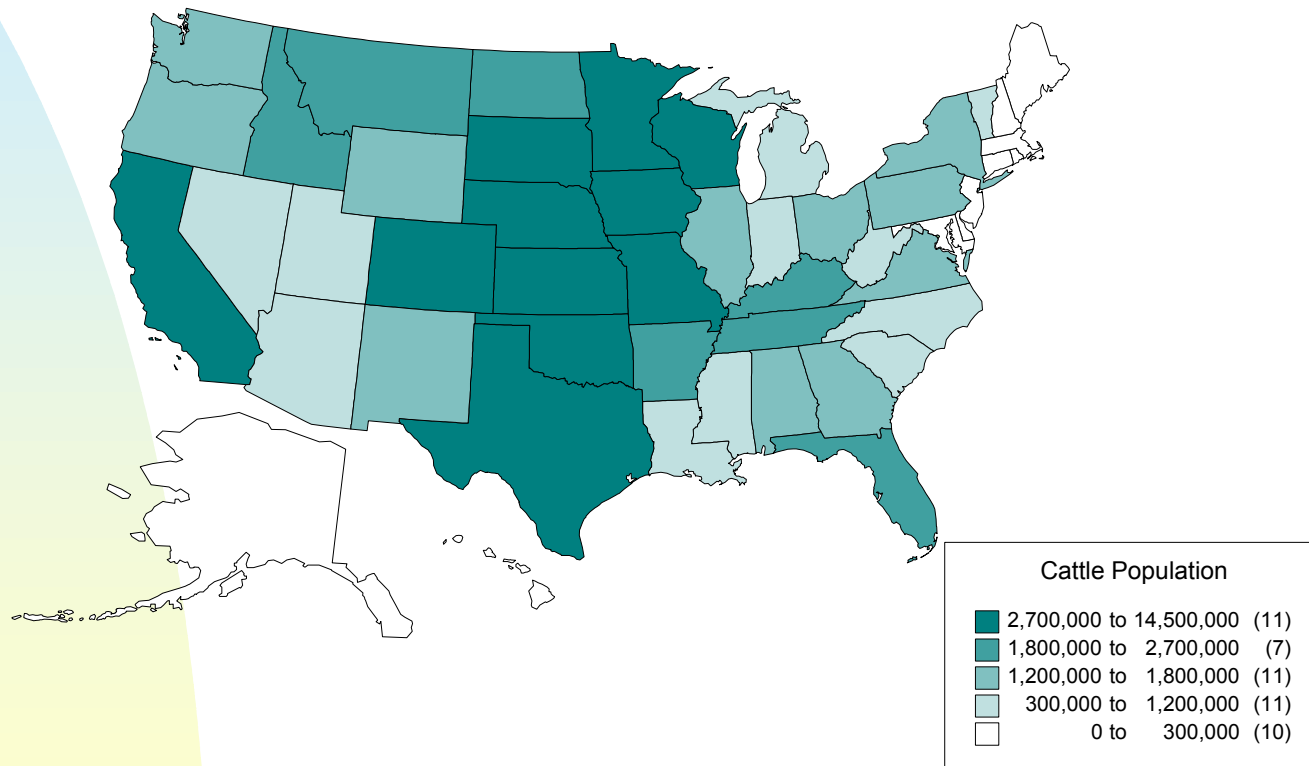 Cattle Population
2,700,000 to 14,500,000 (11)
1,800,000 to 2,700,000 (7)
1,200,000 to 1,800,000 (11)
300,000 to 1,200,000 (11)
0 to 300,000 (10)